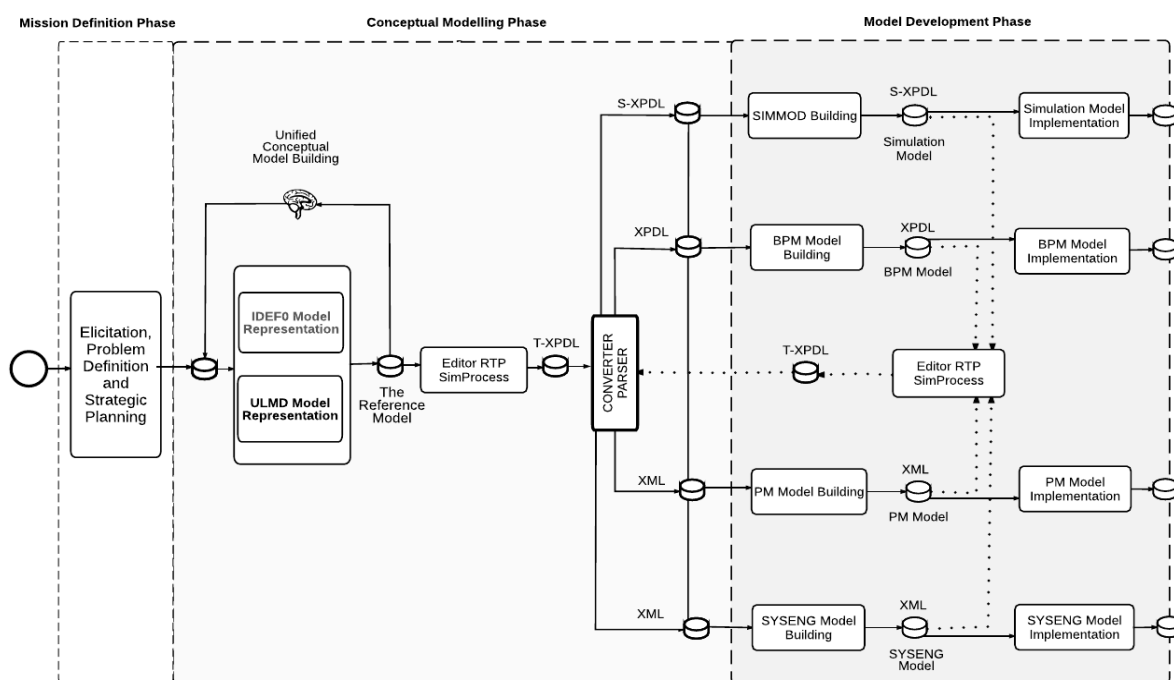 Mission Definition Phase
Conceptual Modelling Phase
Model Development Phase
Elicitation,
Problem
Definition
and
Strategic
Planning
Unified
Conceptual
Model Building
IDEF0 Model
Representation
ULMD Model
Representation
The
Reference
Model
Editor RTP
SimProcess
T-XPDL
CONVERTER
PARSER
S-XPDL
SIMMOD Building
S-XPDL
Simulation
Model
Simulation Model
Implementation
XPDL
BPM Model
Building
XPDL
BPM Model
BPM Model
Implementation
T-XPDL
Editor RTP
SimProcess
XML
PM Model Building
XML
PM Model
PM Model
Implementation
XML
SYSENG Model
Building
XML
SYSENG
Model
SYSENG Model
Implementation